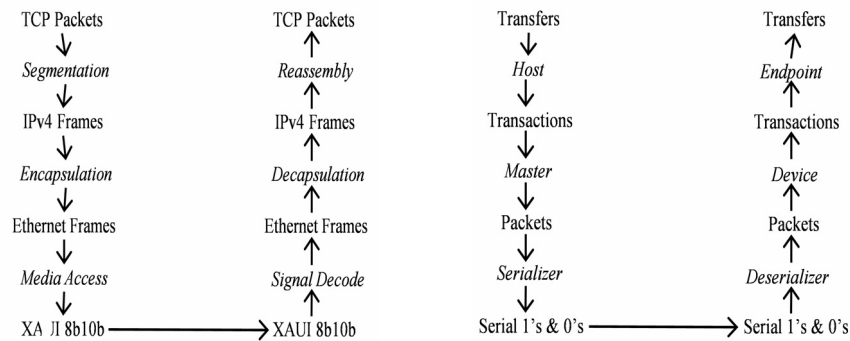 TCP Packets
Segmentation
IPv4 Frames
Encapsulation
Ethernet Frames
Media Access
XAUI 8b10b
TCP Packets
Reassembly
IPv4 Frames
Decapsulation
Ethernet Frames
Signal Decode
XAUI 8b10b
Transfers
Host
Transactions
Master
Packets
Serializer
Serial 1's & 0's
Transfers
Endpoint
Transactions
Device
Packets
Deserializer
Serial 1's & 0's